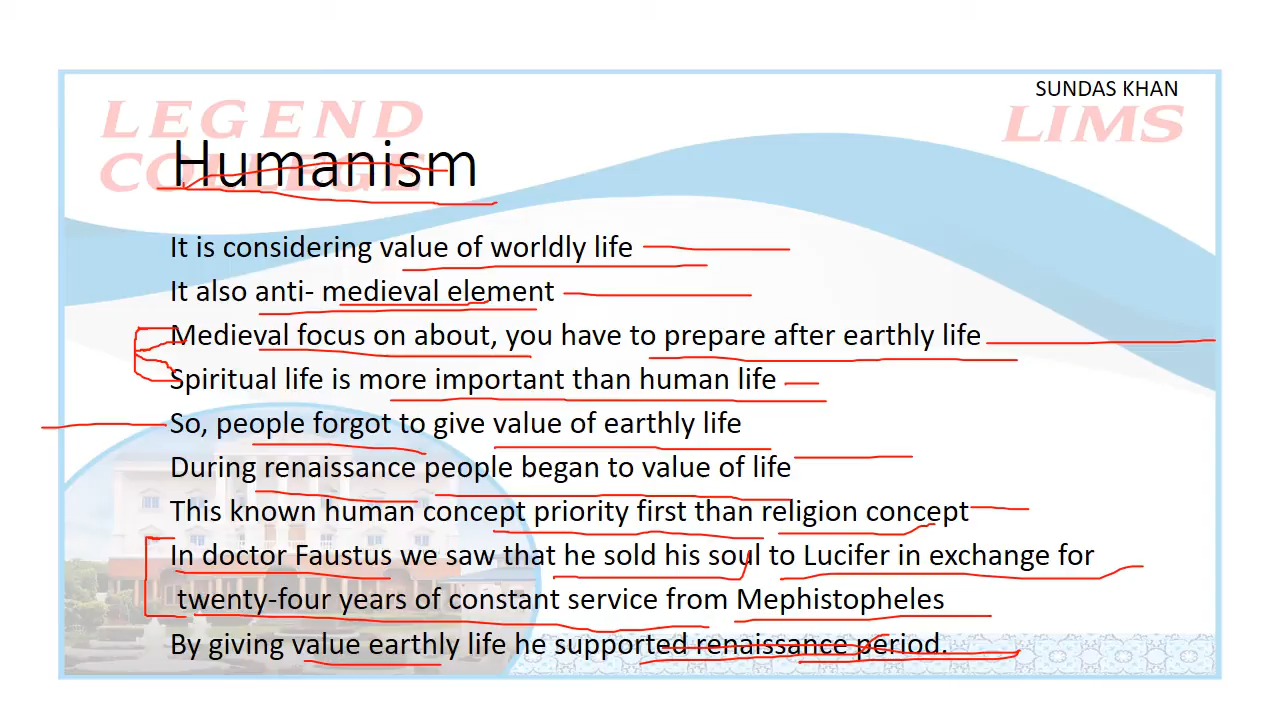 SUNDAS KHAN
LEGEND
COLLEGE
LIMS
Humanism
It is considering value of worldly life
It also anti- medieval element
Medieval focus on about, you have to prepare after earthly life
Spiritual life is more important than human life
So, people forgot to give value of earthly life
During renaissance people began to value of life
This known human concept priority first than religion concept
In doctor Faustus we saw that he sold his soul to Lucifer in exchange for
twenty-four years of constant service from Mephistopheles
By giving value earthly life he supported renaissance period.